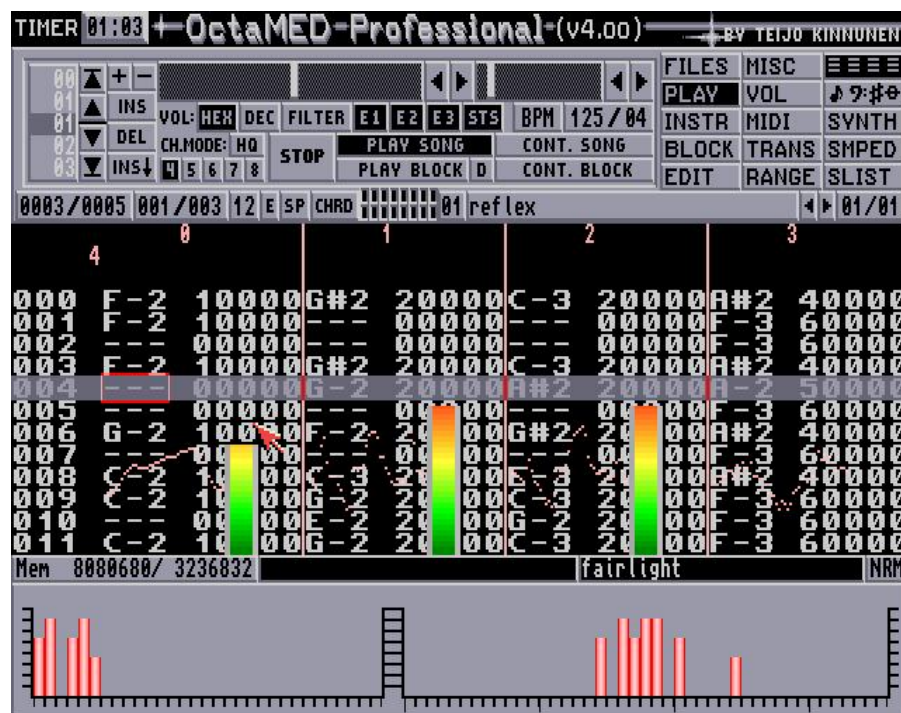 TIMER 01:03 OctaMED-Professional-(v4.00) BY TEIJO KINNUNEN
00 + - FILES MISC
01 INS VOL: HEX DEC FILTER E1 E2 E3 STS BPM 125/04 PLAY VOL
01 DEL CH.MODE: HQ STOP PLAY SONG CONT. SONG INSTR MIDI SYNTH
02 4 5 6 7 8 PLAY BLOCK D CONT. BLOCK BLOCK TRANS SMPED
03 INS↓ EDIT RANGE SLIST
0003/0005 001/003 12 E SP CHRD 01 reflex 01/01
0 1 2 3
4
000 F-2 10000 G#2 20000 C-3 20000 A#2 40000
001 F-2 10000 --- 00000 --- 00000 F-3 60000
002 --- 00000 --- 00000 --- 00000 F-3 60000
003 F-2 10000 G#2 20000 C-3 20000 A#2 40000
004 --- 00000 G-2 20000 A#2 20000 A-2 50000
005 --- 00000 --- --- F-3 60000
006 G-2 F-2 G#2 A#2 40000
007 --- --- --- F-3 60000
008 C-2 40000
009 C-2 G-2 C-3 F-3 60000
010 --- E-2 G-2 F-3 60000
011 C-2 G-2 C-3 F-3 60000
Mem 8080680/ 3236832 fairlight NRM